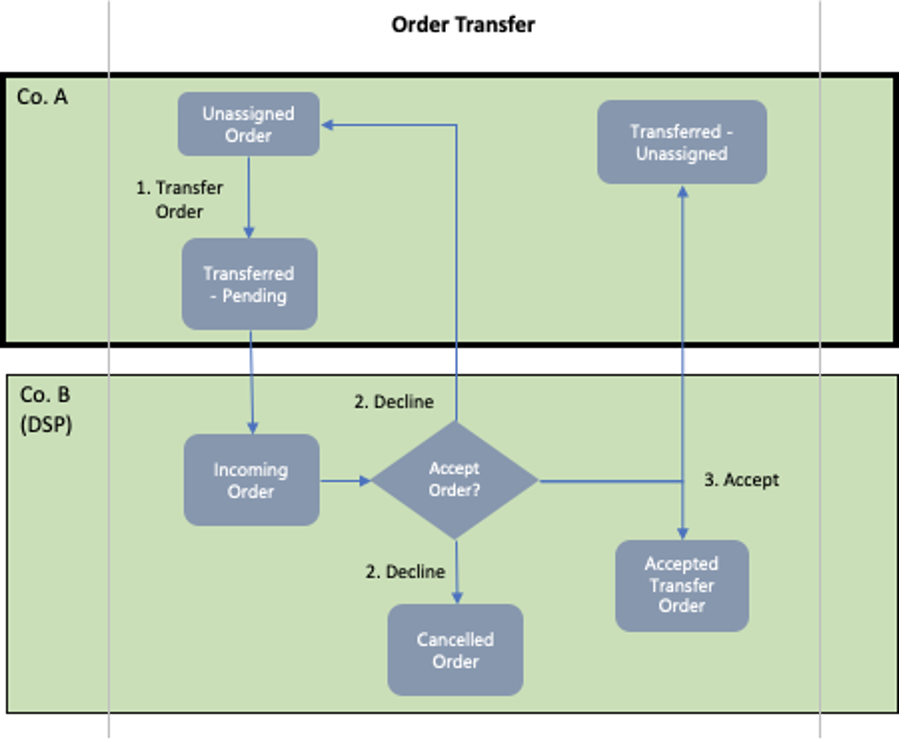 Order Transfer
Co. A
Unassigned
Order
Transferred -
Unassigned
1. Transfer
Order
Transferred
- Pending
Co. B
(DSP)
2. Decline
Incoming
Order
Accept
Order?
3. Accept
2. Decline
Accepted
Transfer
Order
Cancelled
Order